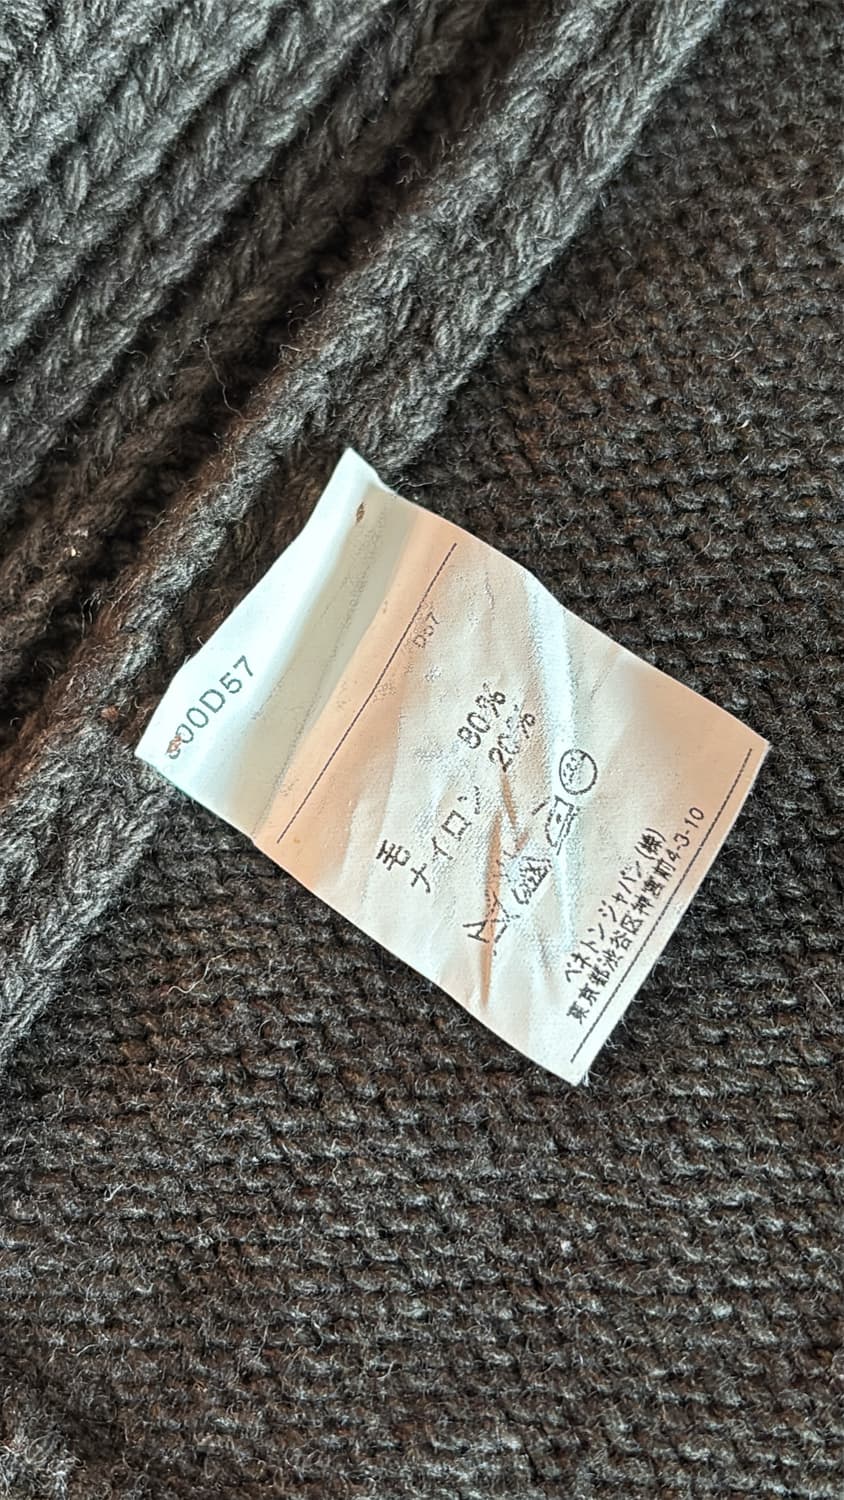 00D57
D57
毛 80%
ナイロン 20%
ベネトンジャパン(株)
東京都渋谷区神宮前4-3-10